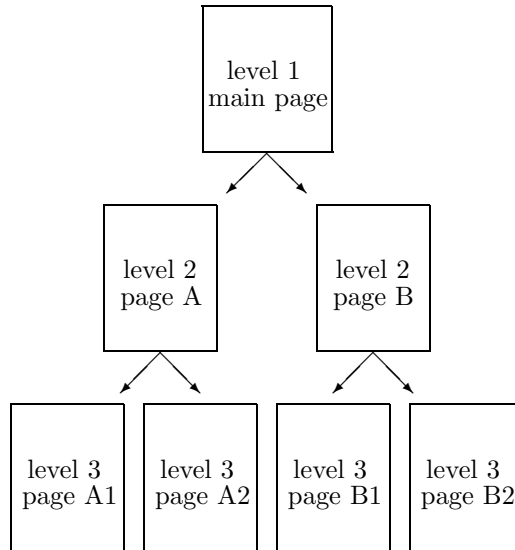 level 1
main page
level 2
page A
level 2
page B
level 3
page A1
level 3
page A2
level 3
page B1
level 3
page B2